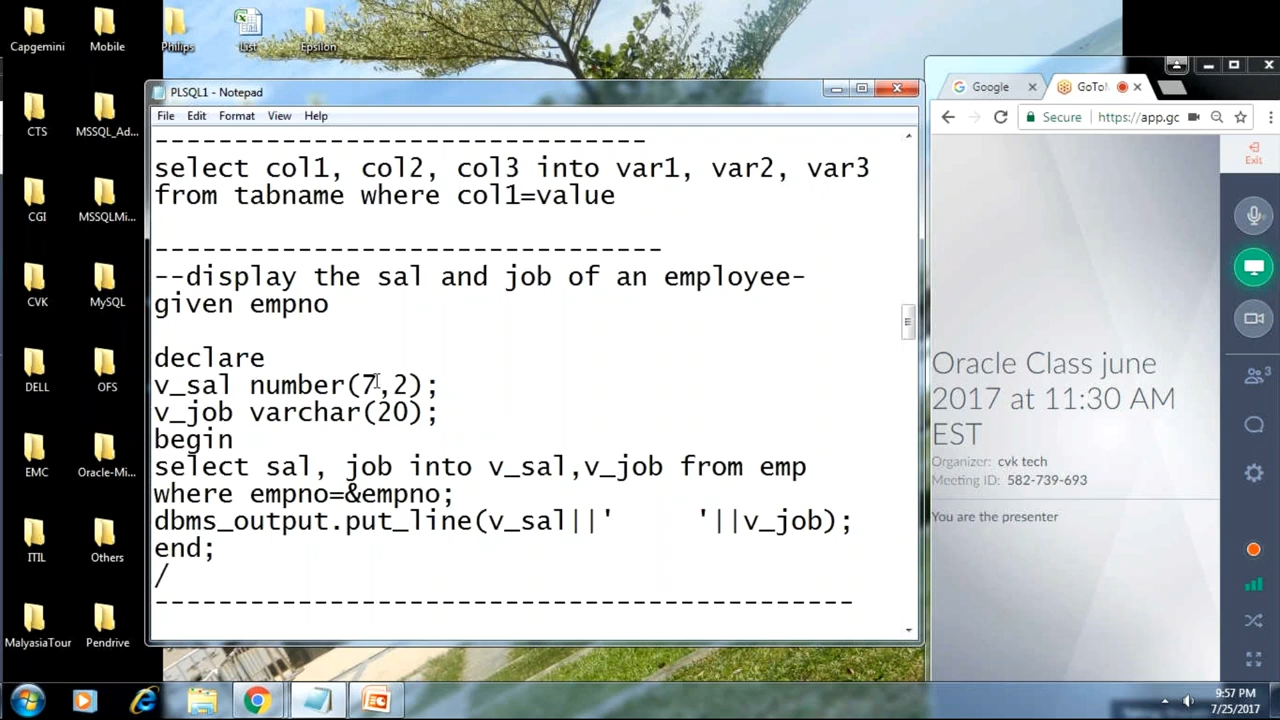 Capgemini
Mobile
Philips
List
Epsilon
CTS
MSSQL_Ad...
CGI
MSSQLMi...
CVK
MySQL
DELL
OFS
EMC
Oracle-Mi...
ITIL
Others
MalyasiaTour
Pendrive
PLSQL1 - Notepad
File Edit Format View Help
-------------------------------
select col1, col2, col3 into var1, var2, var3
from tabname where col1=value
--------------------------------
--display the sal and job of an employee-
given empno
declare
v_sal number(7,2);
v_job varchar(20);
begin
select sal, job into v_sal,v_job from emp
where empno=&empno;
dbms_output.put_line(v_sal||'     '||v_job);
end;
/
--------------------------------------------
Google
GoToM
Secure
https://app.gc
Exit
3
Oracle Class june
2017 at 11:30 AM
EST
Organizer: cvk tech
Meeting ID: 582-739-693
You are the presenter
9:57 PM
7/25/2017